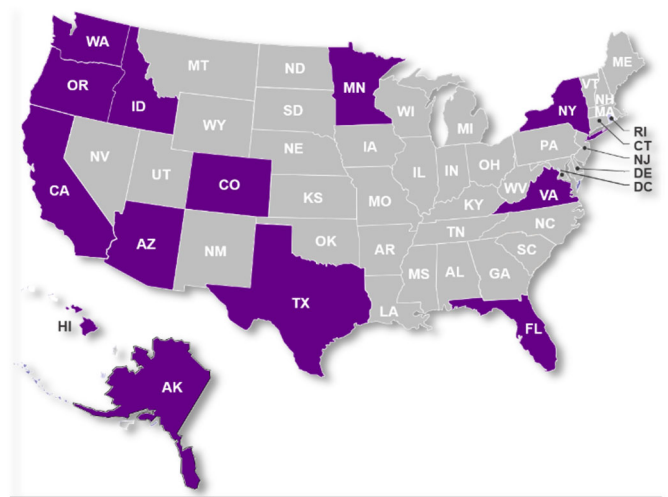 WA
OR
ID
MT
ND
MN
SD
WY
NE
IA
WI
MI
NY
VT
NH
MA
ME
RI
CT
NJ
DE
DC
PA
CA
NV
UT
CO
KS
MO
IL
IN
OH
WV
VA
KY
AZ
NM
OK
AR
TN
NC
SC
TX
LA
MS
AL
GA
FL
HI
AK